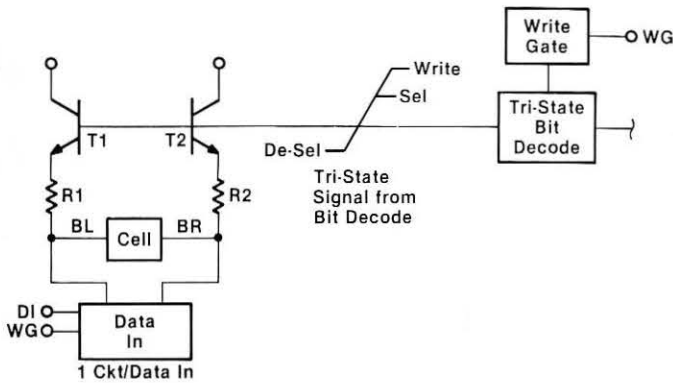 Write
Gate
WG
Write
Sel
De-Sel
Tri-State
Bit
Decode
T1
T2
Tri-State
Signal from
Bit Decode
R1
R2
BL
Cell
BR
DI
WG
Data
In
1 Ckt/Data In